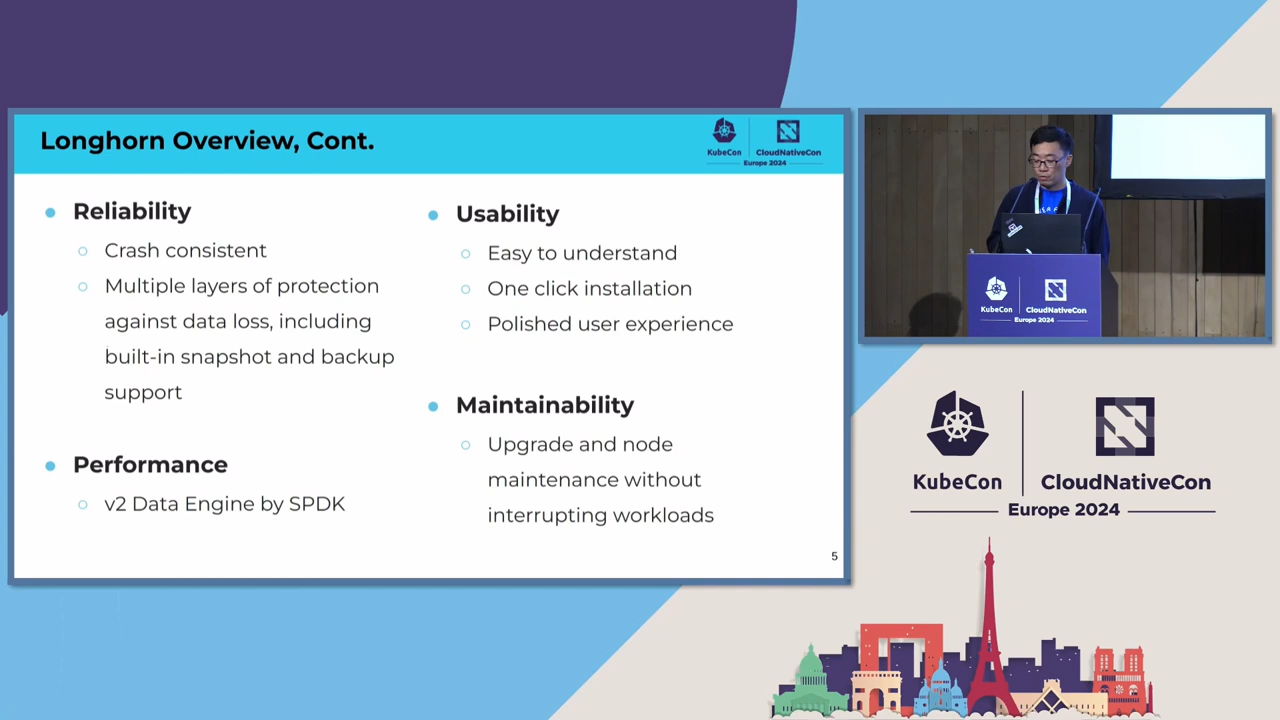 Longhorn Overview, Cont.
KubeCon
CloudNativeCon
Europe 2024
Reliability
Crash consistent
Multiple layers of protection
against data loss, including
built-in snapshot and backup
support
Performance
v2 Data Engine by SPDK
Usability
Easy to understand
One click installation
Polished user experience
Maintainability
Upgrade and node
maintenance without
interrupting workloads
5
KubeCon
CloudNativeCon
Europe 2024
KubeCon
CloudNativeCon
Europe 2024